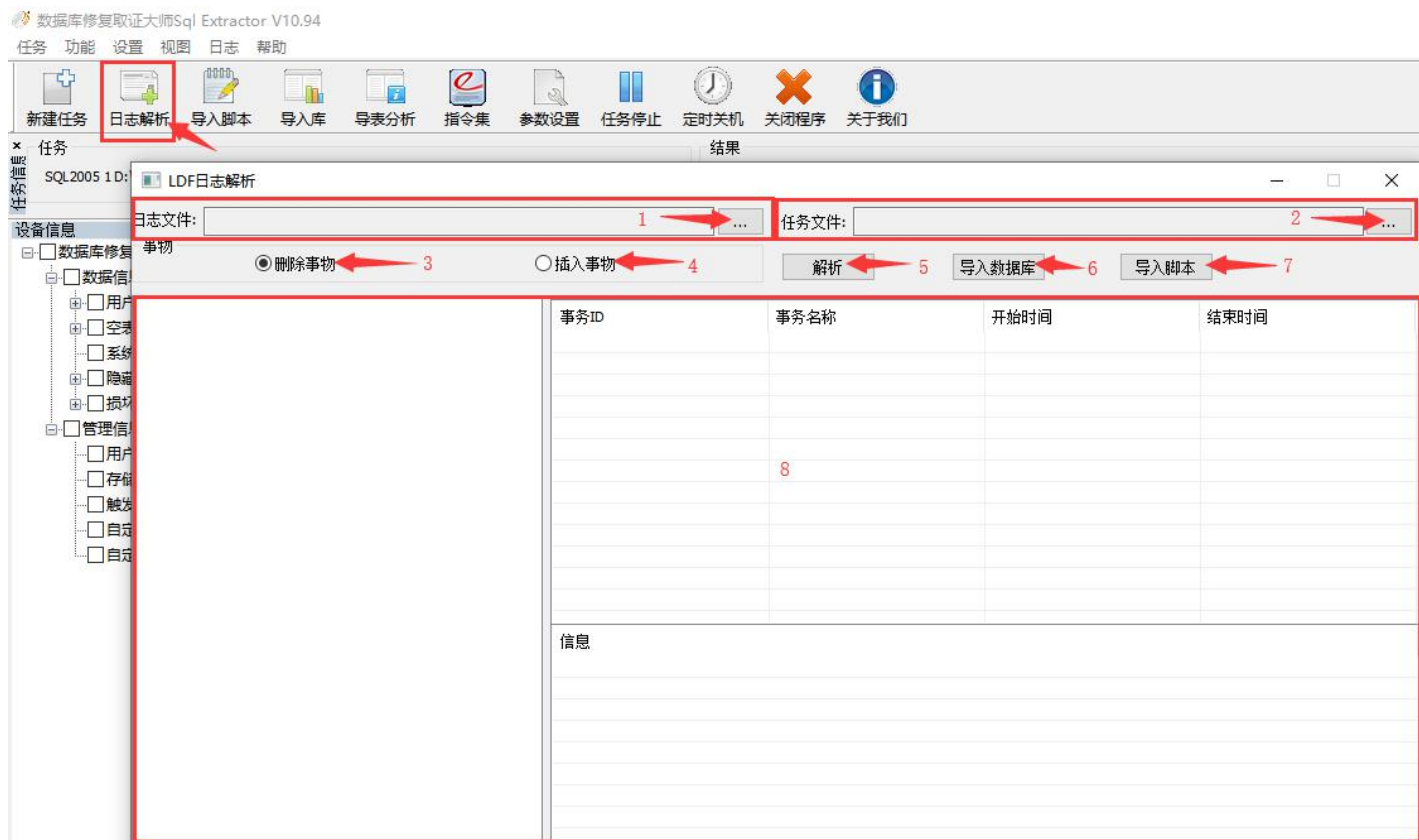 数据库修复取证大师Sql Extractor V10.94
任务 功能 设置 视图 日志 帮助
新建任务 日志解析 导入脚本 导入库 导表分析 指令集 参数设置 任务停止 定时关机 关闭程序 关于我们
× 任务 结果
任务信息
SQL2005 1 D:\
LDF日志解析
日志文件: 1 ... 任务文件: 2 ...
设备信息
事物
删除事物 3 插入事物 4 解析 5 导入数据库 6 导入脚本 7
数据库修复
数据信息
用户
空表
系统
隐藏
损坏
管理信息
用户
存储
触发
自定
自定
事务ID 事务名称 开始时间 结束时间
8
信息